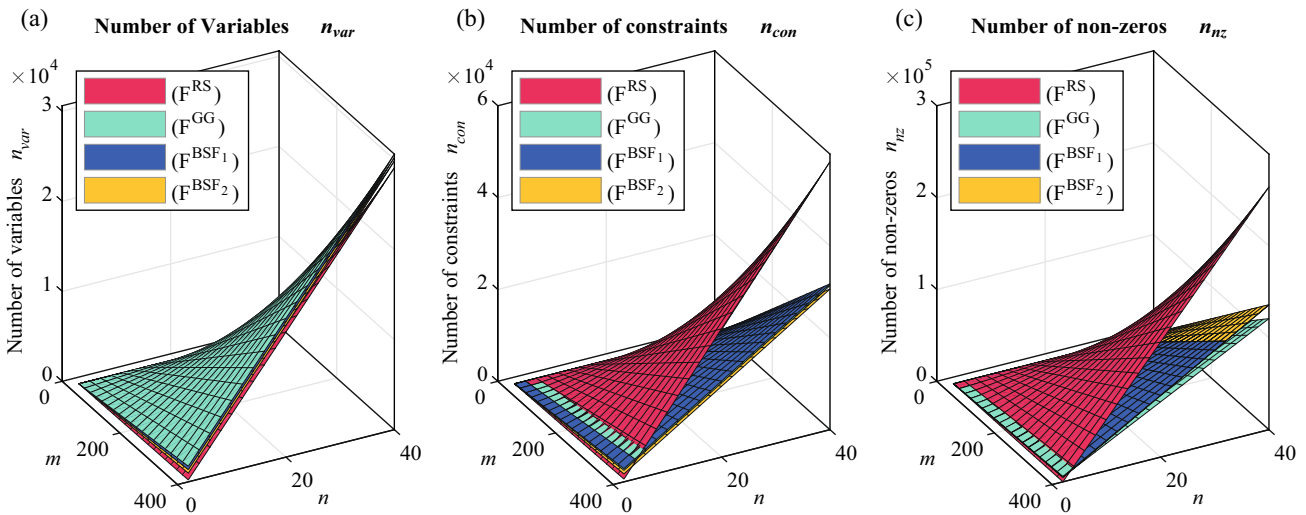 (a)
Number of Variables n_var
×10^4
(F^RS)
(F^GG)
(F^BSF_1)
(F^BSF_2)
Number of variables n_var
3
2
1
0
0
200
400
m
0
20
40
n
(b)
Number of constraints n_con
×10^4
(F^RS)
(F^GG)
(F^BSF_1)
(F^BSF_2)
Number of constraints n_con
6
4
2
0
0
200
400
m
0
20
40
n
(c)
Number of non-zeros n_nz
×10^5
(F^RS)
(F^GG)
(F^BSF_1)
(F^BSF_2)
Number of non-zeros n_nz
3
2
1
0
0
200
400
m
0
20
40
n